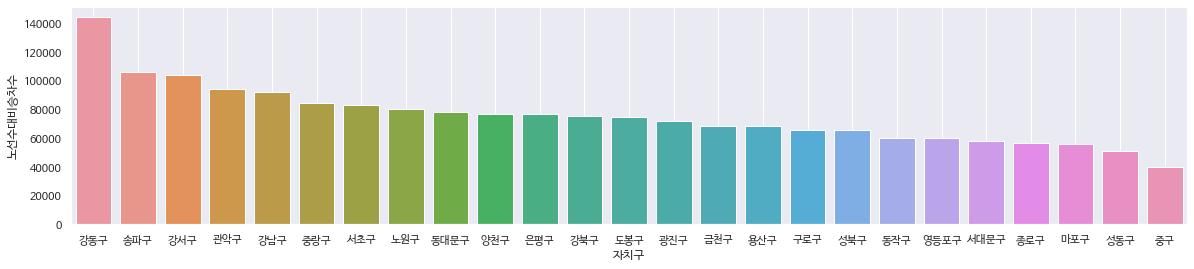 140000
120000
100000
80000
60000
40000
20000
0
노선수대비승차수
강동구 송파구 강서구 관악구 강남구 중랑구 서초구 노원구 동대문구 양천구 은평구 강북구 도봉구 광진구 금천구 용산구 구로구 성북구 동작구 영등포구 서대문구 종로구 마포구 성동구 중구
자치구